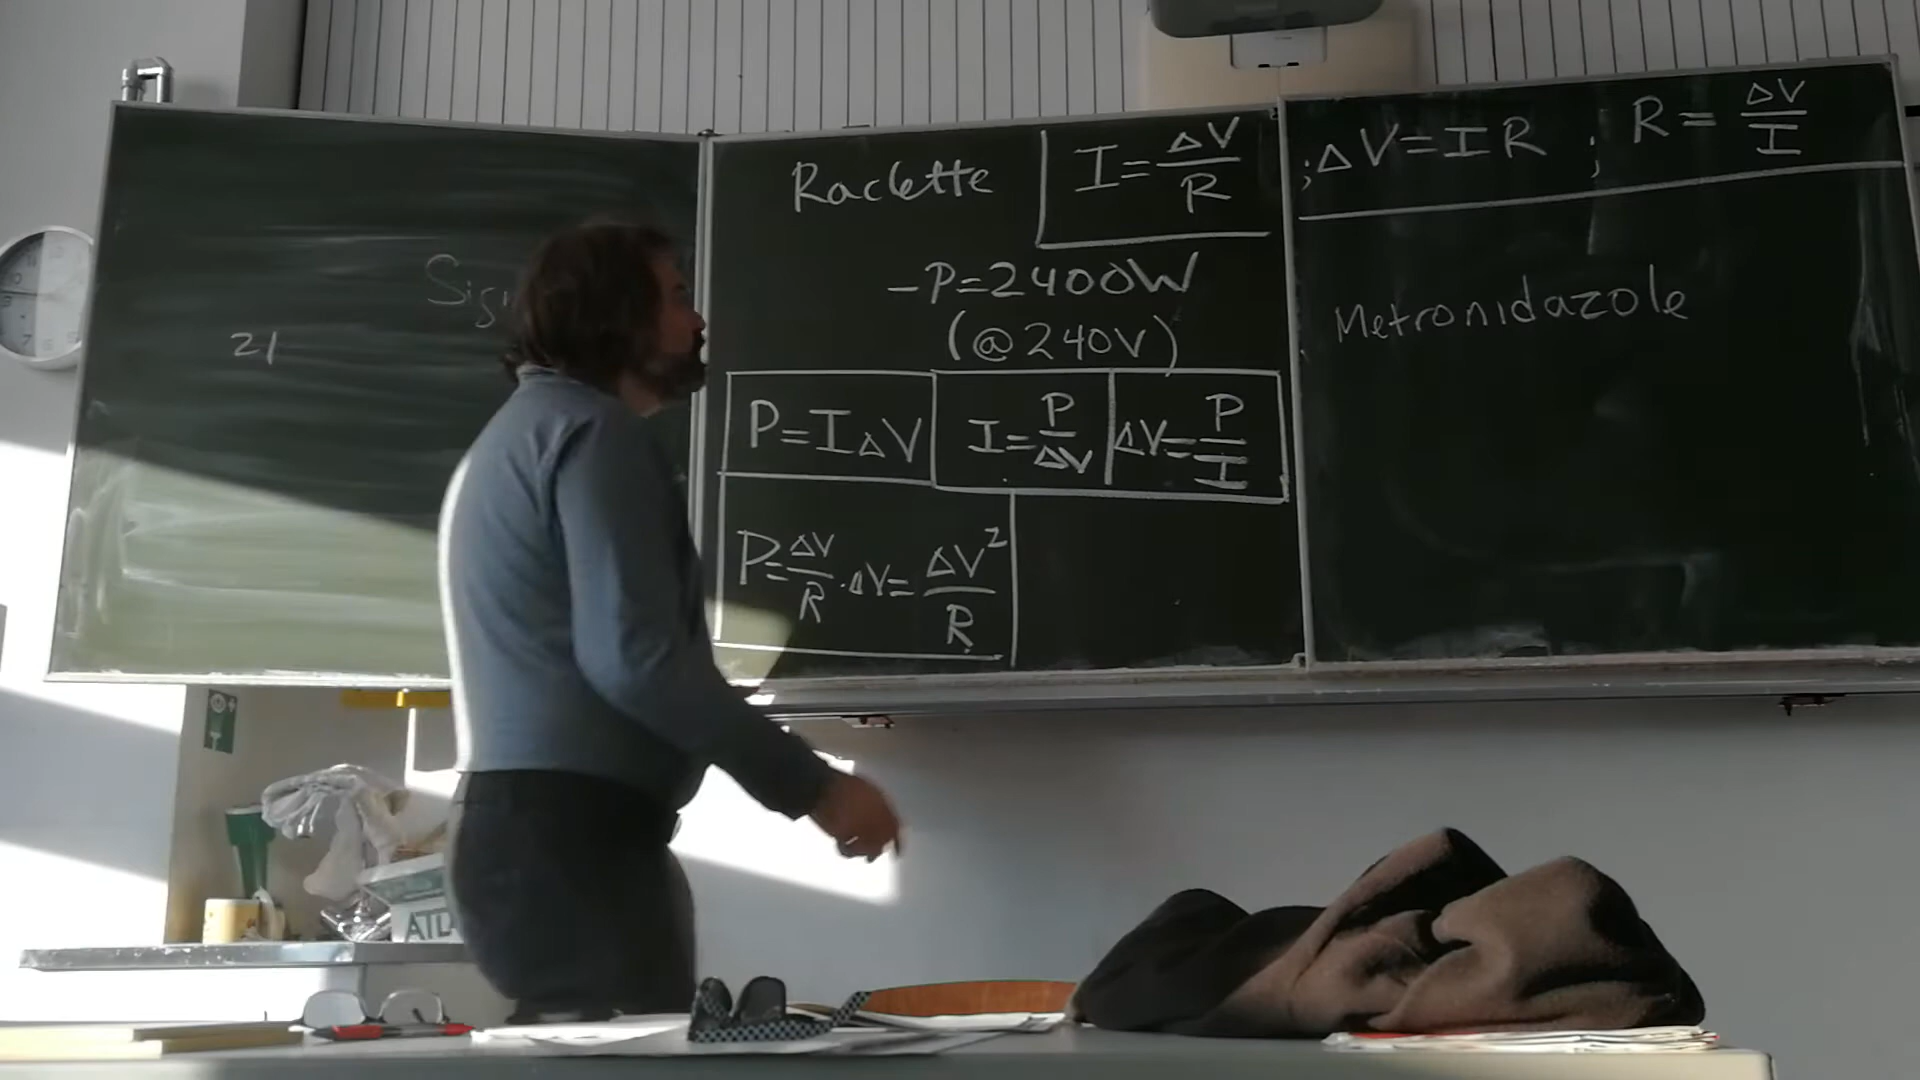 21
Raclette
I = ΔV/R ; ΔV = IR ; R = ΔV/I
- P = 2400W
(@ 240V)
Metronidazole
P = IΔV
I = P/ΔV
ΔV = P/I
P = ΔV/R · ΔV = ΔV²/R